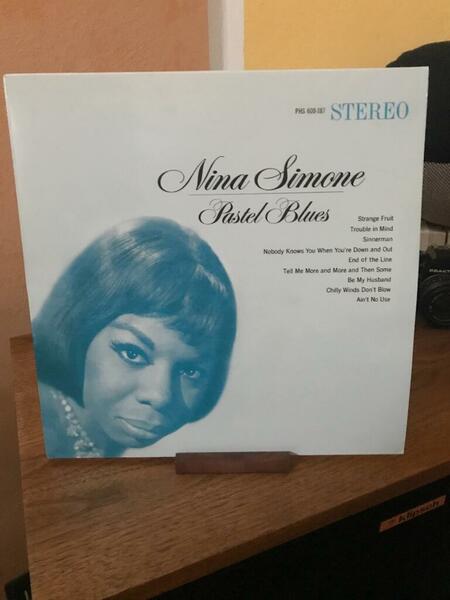 PHS 600-187 STEREO
Nina Simone
Pastel Blues
Strange Fruit
Trouble in Mind
Sinnerman
Nobody Knows You When You're Down and Out
End of the Line
Tell Me More and More and Then Some
Be My Husband
Chilly Winds Don't Blow
Ain't No Use
Klipsch